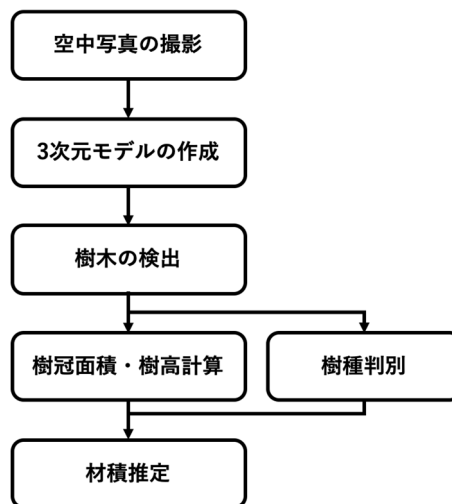 空中写真の撮影
3次元モデルの作成
樹木の検出
樹冠面積・樹高計算
樹種判別
材積推定